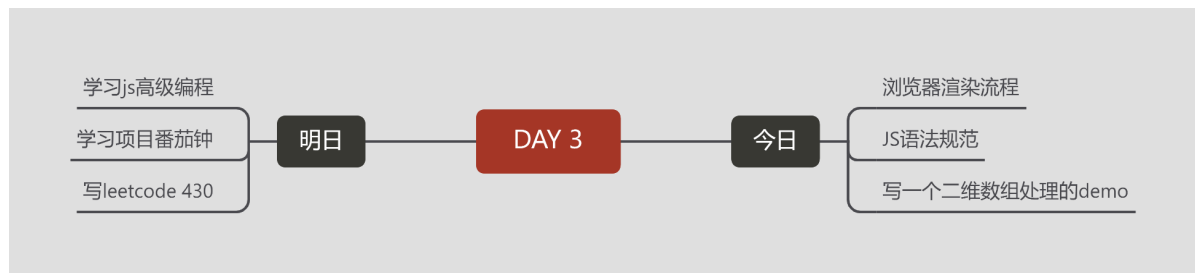 DAY 3
今日
浏览器渲染流程
JS语法规范
写一个二维数组处理的demo
明日
学习js高级编程
学习项目番茄钟
写leetcode 430